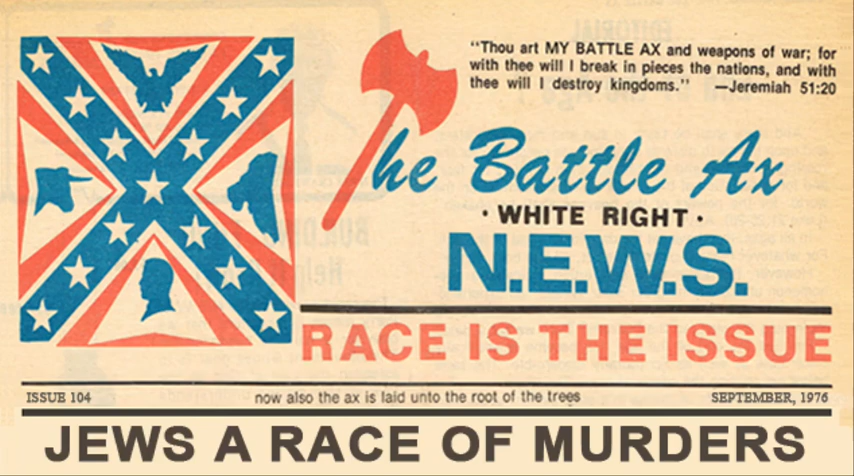 "Thou art MY BATTLE AX and weapons of war; for
with thee will I break in pieces the nations, and with
thee will I destroy kingdoms." —Jeremiah 51:20
The Battle Ax
· WHITE RIGHT ·
N.E.W.S.
RACE IS THE ISSUE
ISSUE 104 now also the ax is laid unto the root of the trees SEPTEMBER, 1976
JEWS A RACE OF MURDERS